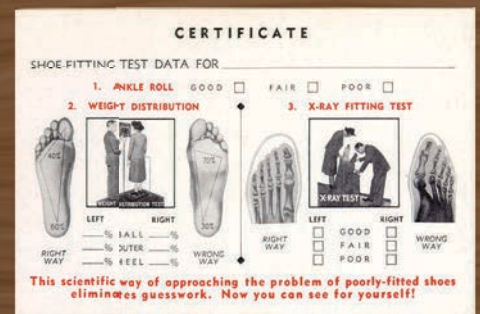 CERTIFICATE
SHOE-FITTING TEST DATA FOR
1. ANKLE ROLL GOOD FAIR POOR
2. WEIGHT DISTRIBUTION
40%
60%
RIGHT WAY
WEIGHT DISTRIBUTION TEST
70%
30%
WRONG WAY
LEFT RIGHT
% BALL %
% OUTER %
% HEEL %
3. X-RAY FITTING TEST
RIGHT WAY
X-RAY TEST
WRONG WAY
LEFT RIGHT
GOOD
FAIR
POOR
This scientific way of approaching the problem of poorly-fitted shoes
eliminates guesswork. Now you can see for yourself!